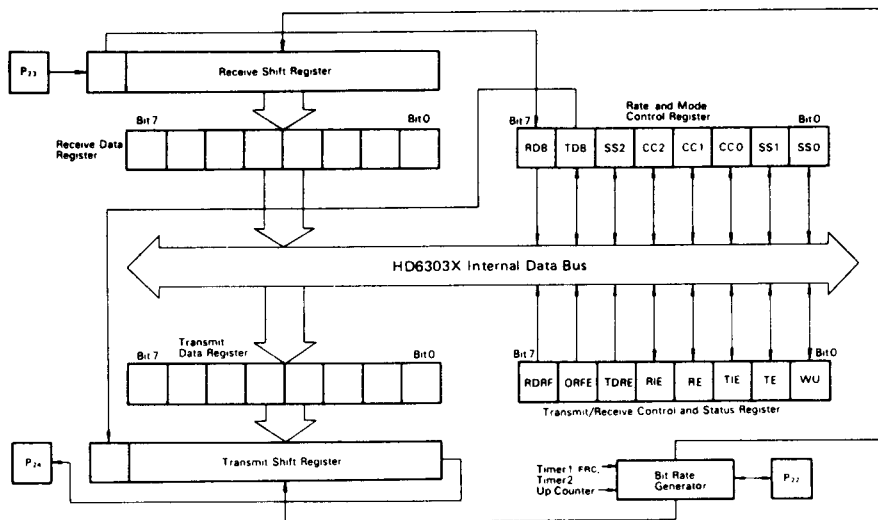 P23
Receive Shift Register
Rate and Mode
Control Register
Bit 7
Bit 0
Receive Data
Register
Bit 7
Bit 0
RD8
TD8
SS2
CC2
CC1
CC0
SS1
SS0
HD6303X Internal Data Bus
Transmit
Data Register
Bit 7
Bit 0
Bit 7
Bit 0
RDRF
ORFE
TDRE
RIE
RE
TIE
TE
WU
Transmit/Receive Control and Status Register
P24
Transmit Shift Register
Timer1 FRC,
Timer2
Up Counter
Bit Rate
Generator
P22